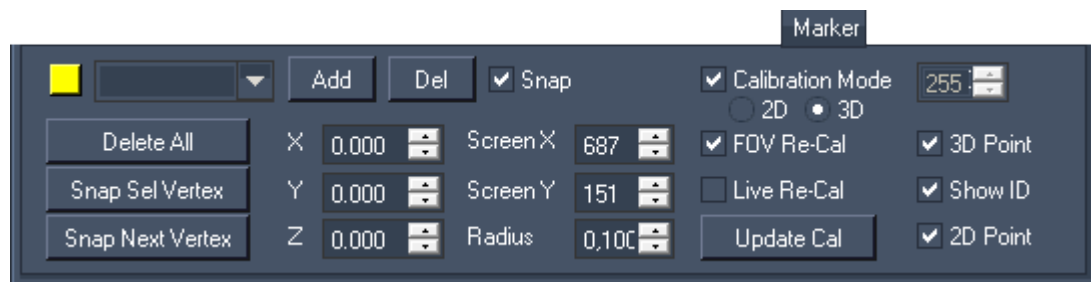 Marker
Add Del Snap Calibration Mode 255
2D 3D
Delete All X 0.000 Screen X 687 FOV Re-Cal 3D Point
Snap Sel Vertex Y 0.000 Screen Y 151 Live Re-Cal Show ID
Snap Next Vertex Z 0.000 Radius 0,100 Update Cal 2D Point